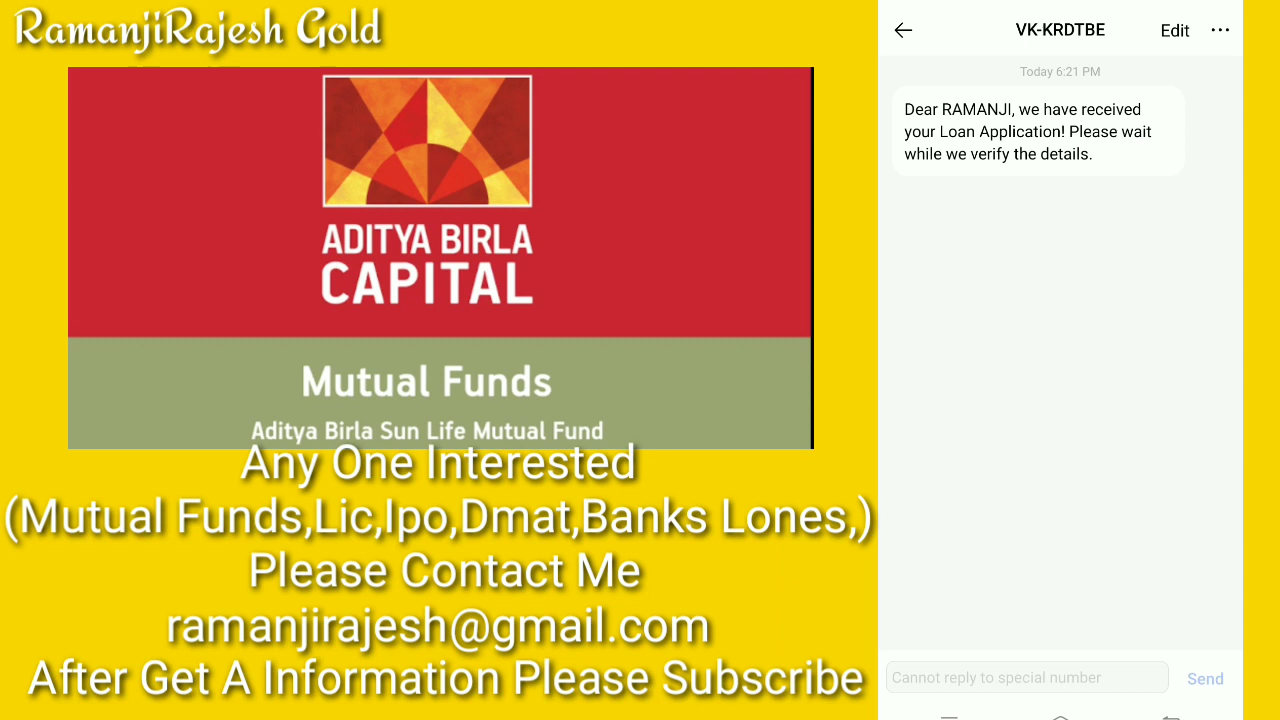 RamanjiRajesh Gold
ADITYA BIRLA
CAPITAL
Mutual Funds
Aditya Birla Sun Life Mutual Fund
Any One Interested
(Mutual Funds,Lic,Ipo,Dmat,Banks Lones,)
Please Contact Me
ramanjirajesh@gmail.com
After Get A Information Please Subscribe
VK-KRDTBE
Edit
Today 6:21 PM
Dear RAMANJI, we have received
your Loan Application! Please wait
while we verify the details.
Cannot reply to special number
Send